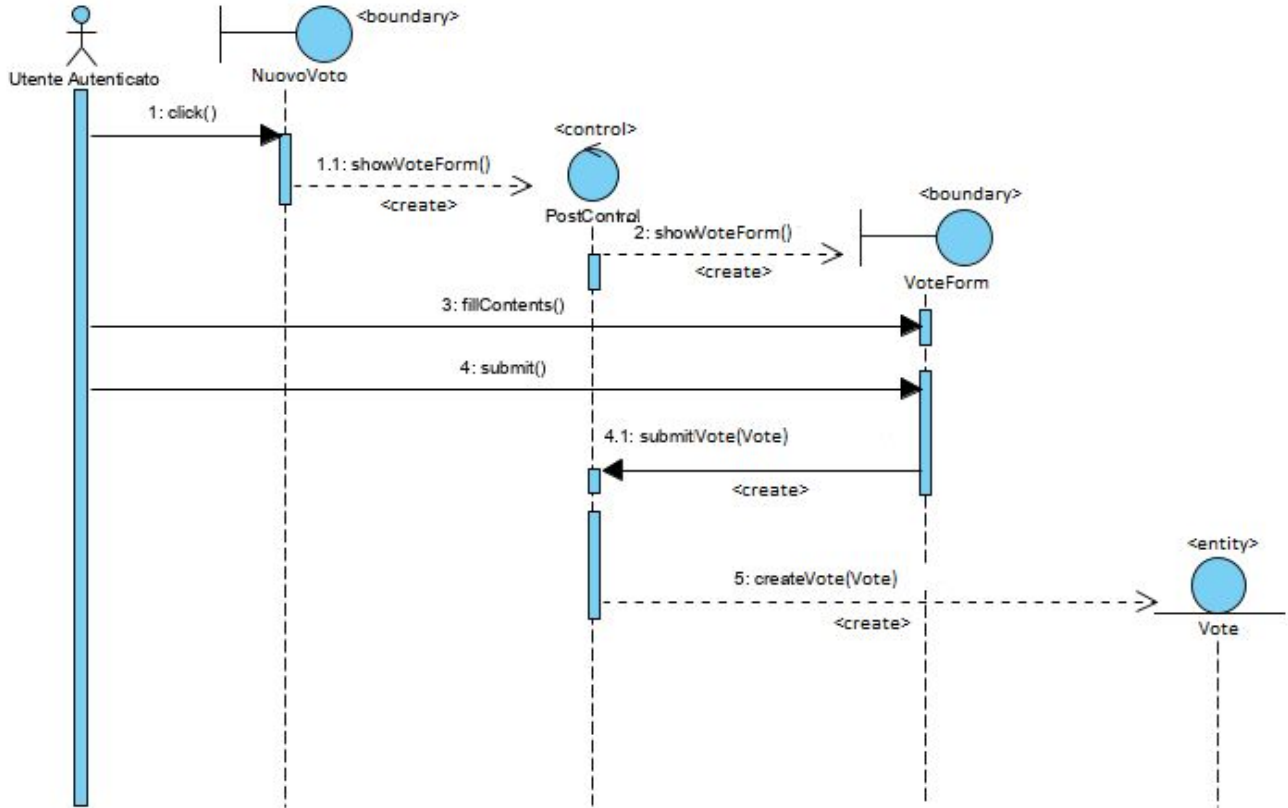 <boundary>
Utente Autenticato
NuovoVoto
1: click()
<control>
1.1: showVoteForm()
<create>
PostControl
<boundary>
2: showVoteForm()
<create>
VoteForm
3: fillContents()
4: submit()
4.1: submitVote(Vote)
<create>
<entity>
5: createVote(Vote)
<create>
Vote